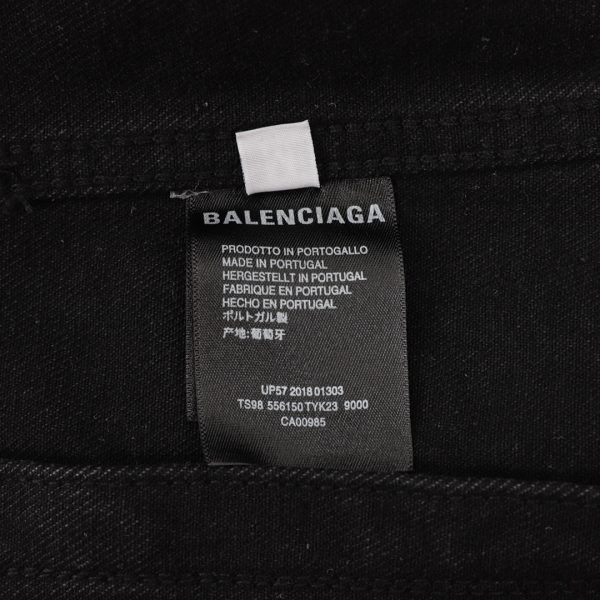 BALENCIAGA
PRODOTTO IN PORTOGALLO
MADE IN PORTUGAL
HERGESTELLT IN PORTUGAL
FABRIQUE EN PORTUGAL
HECHO EN PORTUGAL
ポルトガル製
产地:葡萄牙
UP57 2018 01303
TS98 556150 TYK23 9000
CA00985